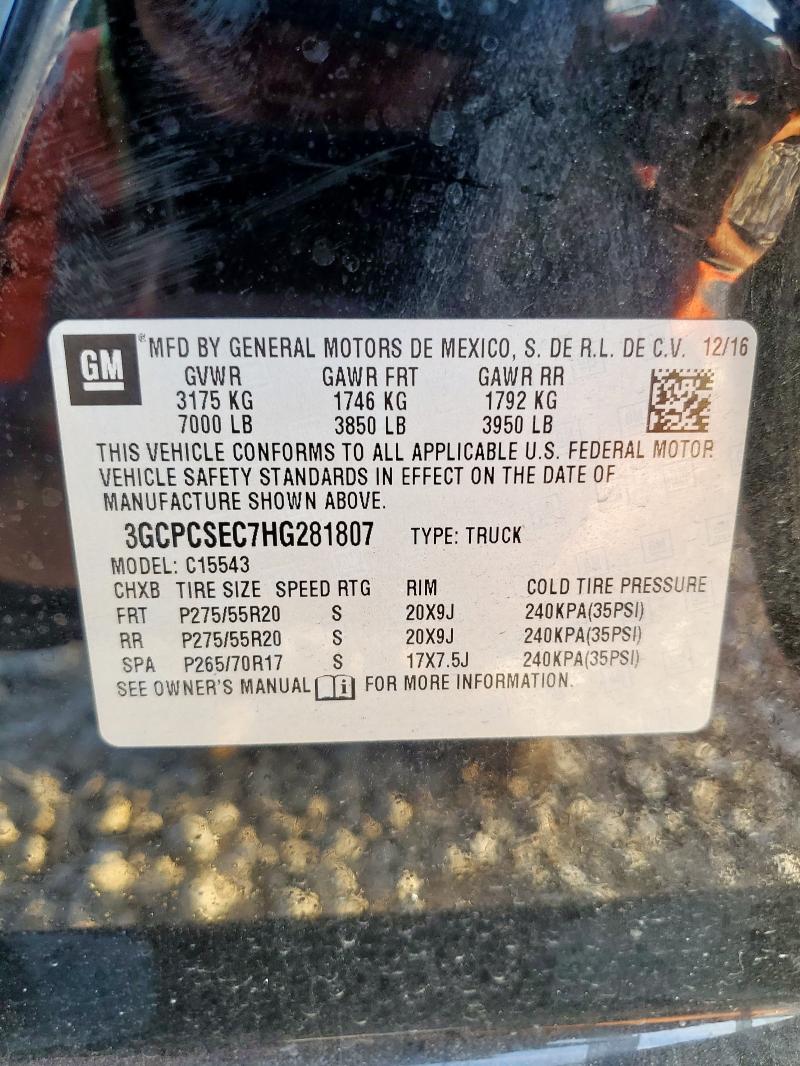 GM ® MFD BY GENERAL MOTORS DE MEXICO, S. DE R.L. DE C.V. 12/16
GVWR GAWR FRT GAWR RR
3175 KG 1746 KG 1792 KG
7000 LB 3850 LB 3950 LB
THIS VEHICLE CONFORMS TO ALL APPLICABLE U.S. FEDERAL MOTOR
VEHICLE SAFETY STANDARDS IN EFFECT ON THE DATE OF
MANUFACTURE SHOWN ABOVE.
3GCPCSEC7HG281807 TYPE: TRUCK
MODEL: C15543
CHXB TIRE SIZE SPEED RTG RIM COLD TIRE PRESSURE
FRT P275/55R20 S 20X9J 240KPA(35PSI)
RR P275/55R20 S 20X9J 240KPA(35PSI)
SPA P265/70R17 S 17X7.5J 240KPA(35PSI)
SEE OWNER'S MANUAL i FOR MORE INFORMATION.